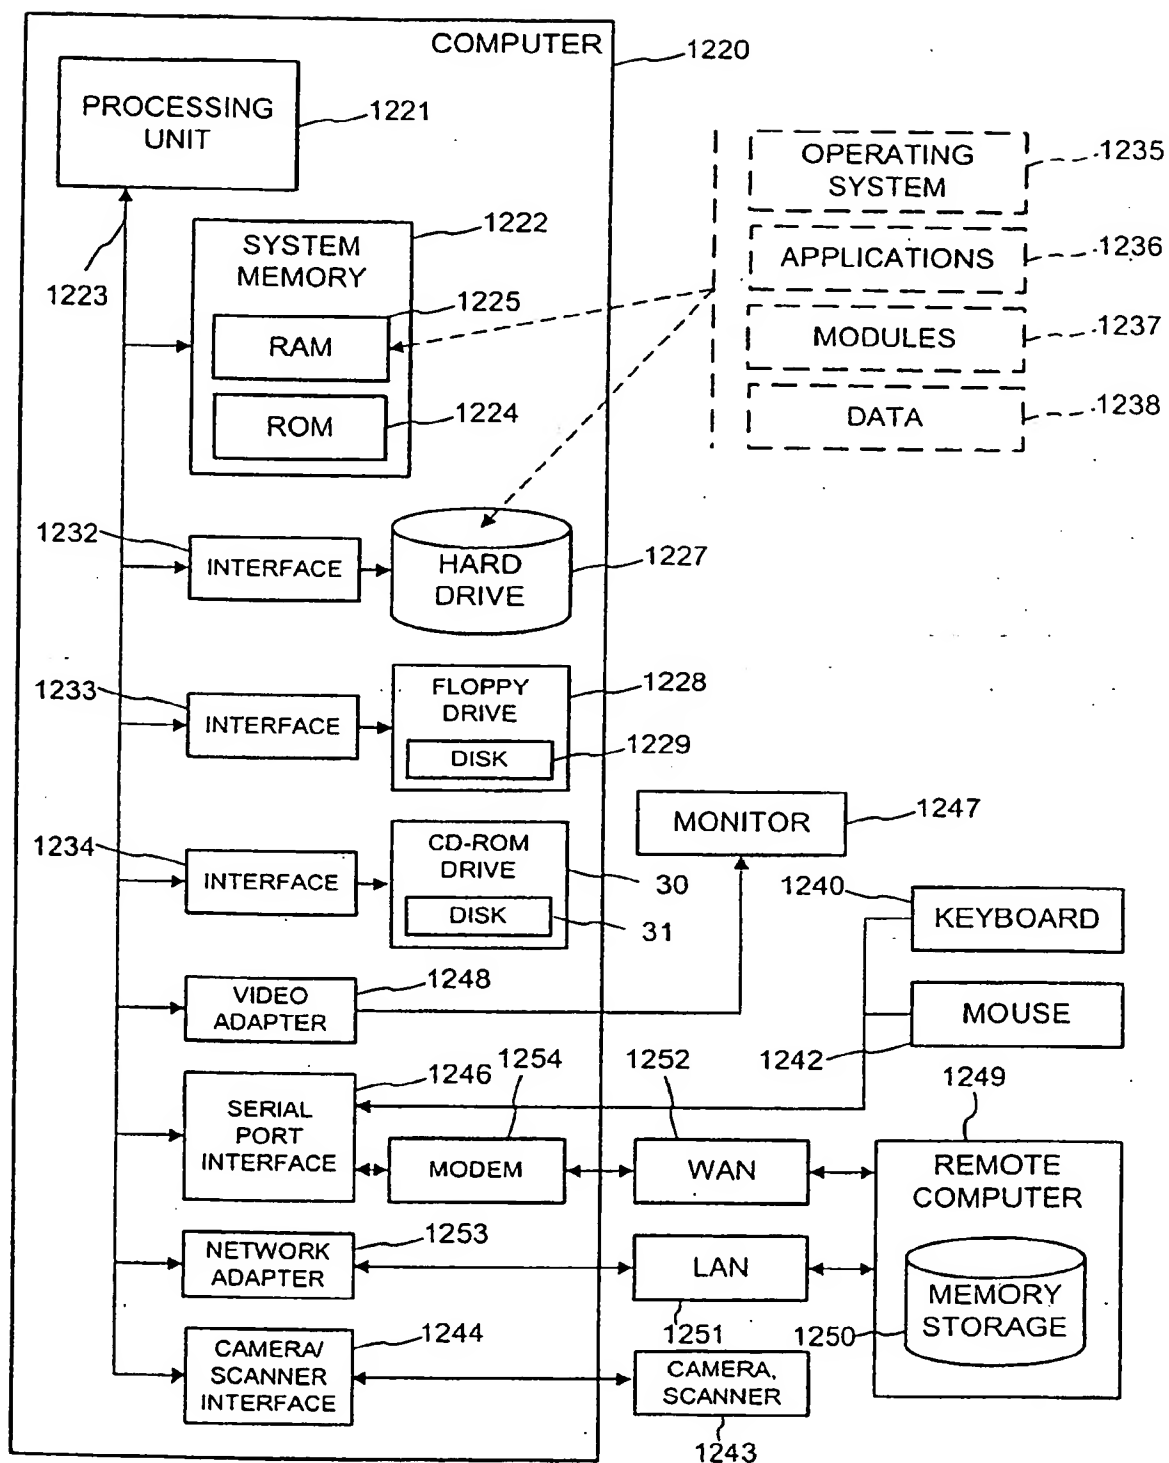 COMPUTER
1220
PROCESSING
UNIT
1221
1223
SYSTEM
MEMORY
1222
RAM
1225
ROM
1224
OPERATING
SYSTEM
1235
APPLICATIONS
1236
MODULES
1237
DATA
1238
1232
INTERFACE
HARD
DRIVE
1227
1233
INTERFACE
FLOPPY
DRIVE
1228
DISK
1229
1234
INTERFACE
CD-ROM
DRIVE
30
DISK
31
MONITOR
1247
1240
KEYBOARD
MOUSE
1242
VIDEO
ADAPTER
1248
SERIAL
PORT
INTERFACE
1246
1254
MODEM
1252
WAN
1249
REMOTE
COMPUTER
MEMORY
STORAGE
1250
NETWORK
ADAPTER
1253
LAN
1251
CAMERA/
SCANNER
INTERFACE
1244
CAMERA,
SCANNER
1243